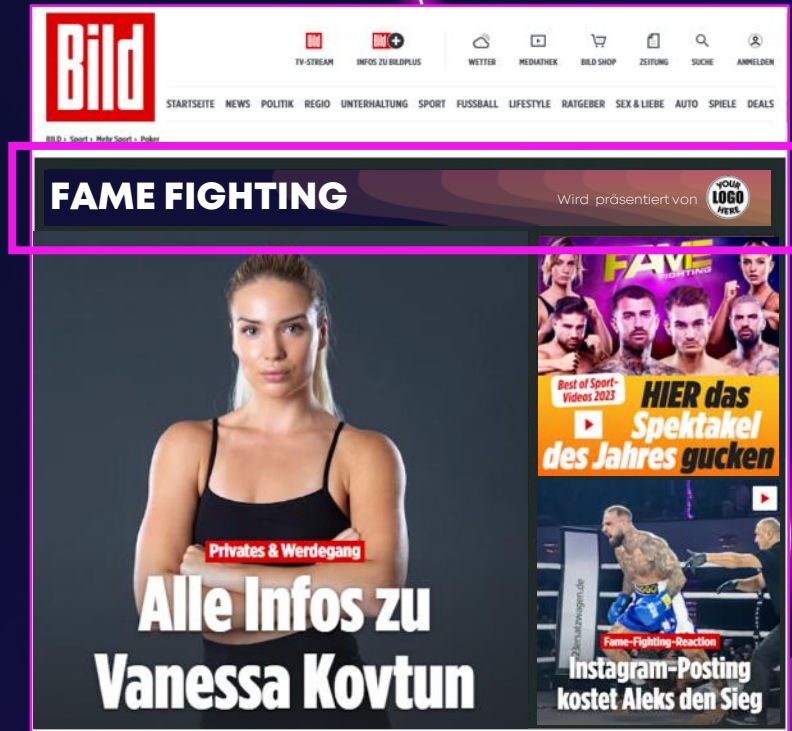 Bild
Bild
TV-STREAM
Bild
INFOS ZU BILDPLUS
WETTER
MEDIATHEK
BILD SHOP
ZEITUNG
SUCHE
ANMELDEN
STARTSEITE NEWS POLITIK REGIO UNTERHALTUNG SPORT FUSSBALL LIFESTYLE RATGEBER SEX & LIEBE AUTO SPIELE DEALS
BILD › Sport › Mehr Sport › Poker
FAME FIGHTING
Wird präsentiert von
YOUR
LOGO
HERE
Privates & Werdegang
Alle Infos zu
Vanessa Kovtun
FAME
FIGHTING
Best of Sport-
Videos 2023
HIER das
Spektakel
des Jahres gucken
Fame-Fighting-Reaction
Instagram-Posting
kostet Aleks den Sieg